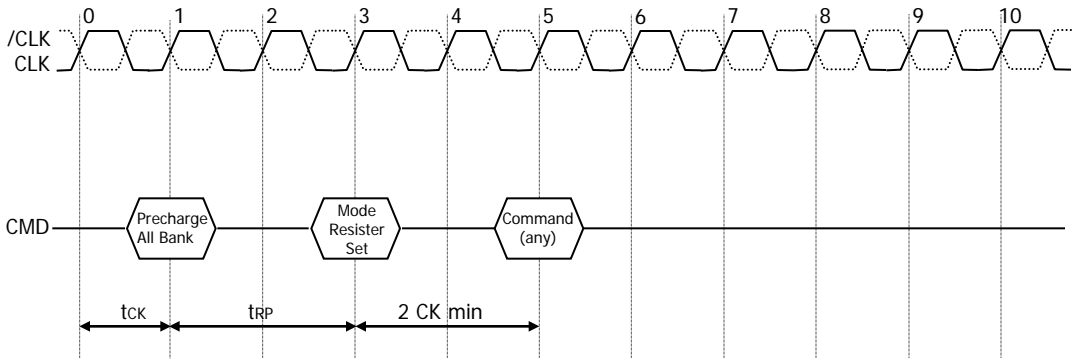 0 1 2 3 4 5 6 7 8 9 10
/CLK
CLK
CMD
Precharge
All Bank
Mode
Resister
Set
Command
(any)
tCK
tRP
2 CK min